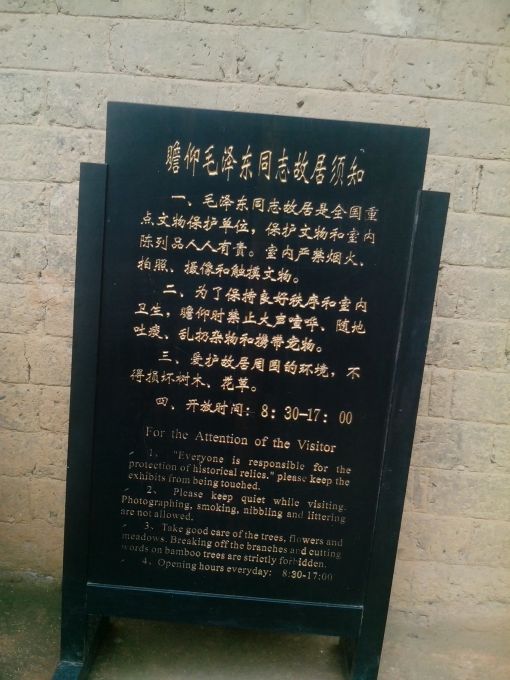 瞻仰毛泽东同志故居须知
一、毛泽东同志故居是全国重
点文物保护单位，保护文物和室内
陈列品人人有责。室内严禁烟火、
拍照、摄像和触摸文物。
二、为了保持良好秩序和室内
卫生，瞻仰时禁止大声喧呼、随地
吐痰、乱扔杂物和携带宠物。
三、爱护故居周围的环境，不
得损坏树木、花草。
四、开放时间：8：30-17：00
For the Attention of the Visitor
1、 "Everyone is responsible for the
protection of historical relics." please keep the
exhibits from being touched.
2、 Please keep quiet while visiting.
Photographing, smoking, nibbling and littering
are not allowed.
3、 Take good care of the trees, flowers and
meadows. Breaking off the branches and cutting
words on bamboo trees are strictly forbidden.
4、Opening hours everyday: 8:30-17:00